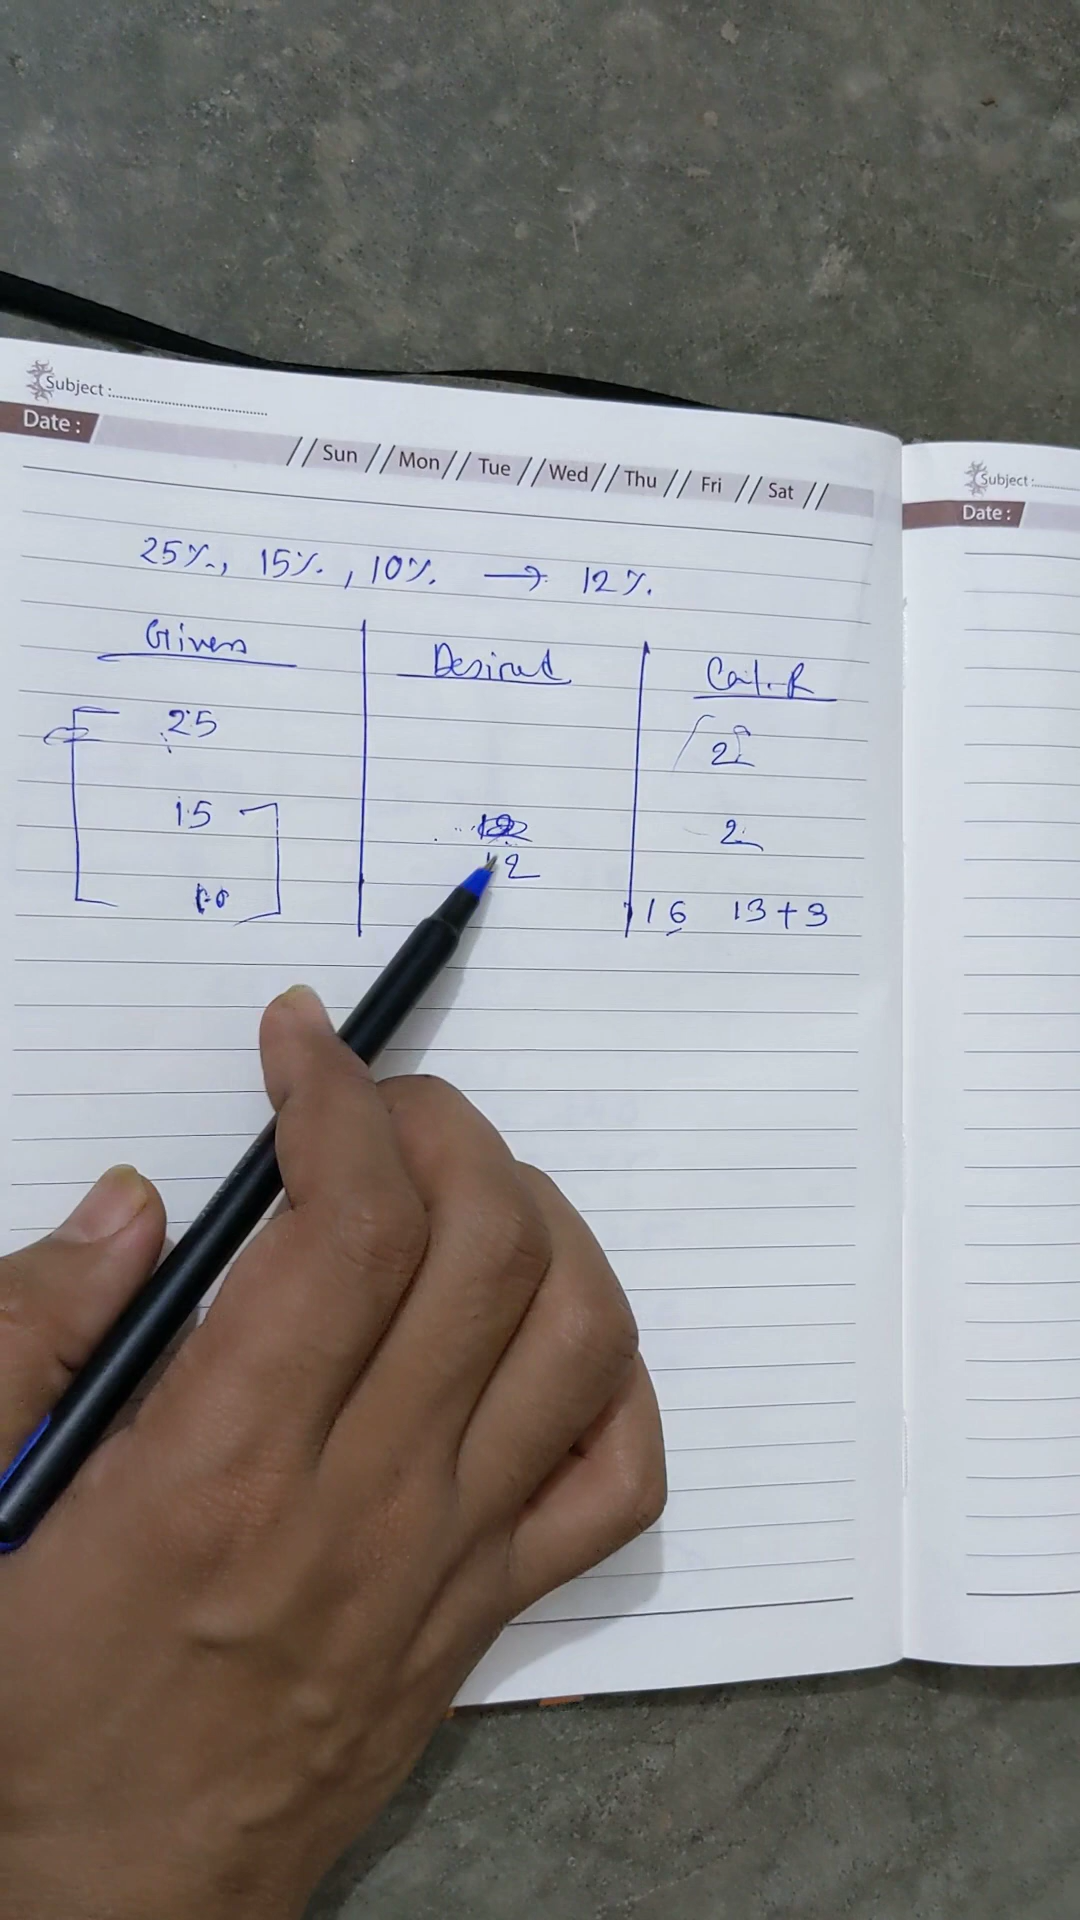 Subject :
Date :
// Sun // Mon // Tue // Wed // Thu // Fri // Sat //
Subject :
Date :
25%, 15%, 10% → 12%.
Given Desired
25 2
15 2
10 12 16 13+3